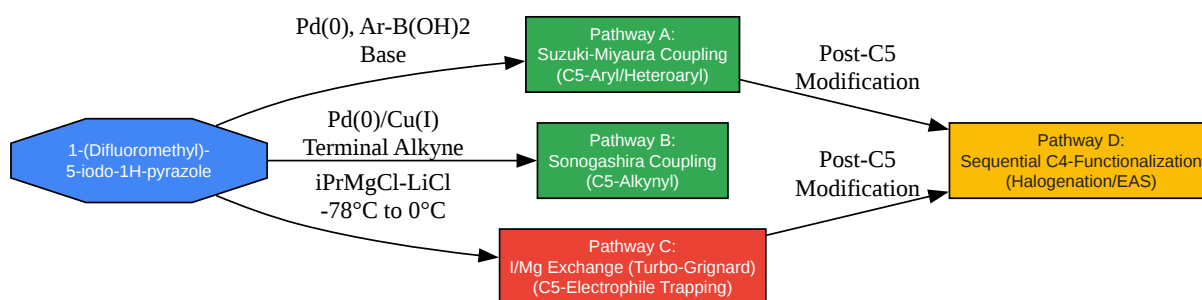 1-(Difluoromethyl)-
5-iodo-1H-pyrazole
Pd(0), Ar-B(OH)2
Base
Pathway A:
Suzuki-Miyaura Coupling
(C5-Aryl/Heteroaryl)
Pd(0)/Cu(I)
Terminal Alkyne
Pathway B:
Sonogashira Coupling
(C5-Alkynyl)
iPrMgCl-LiCl
-78°C to 0°C
Pathway C:
I/Mg Exchange (Turbo-Grignard)
(C5-Electrophile Trapping)
Post-C5
Modification
Post-C5
Modification
Pathway D:
Sequential C4-Functionalization
(Halogenation/EAS)